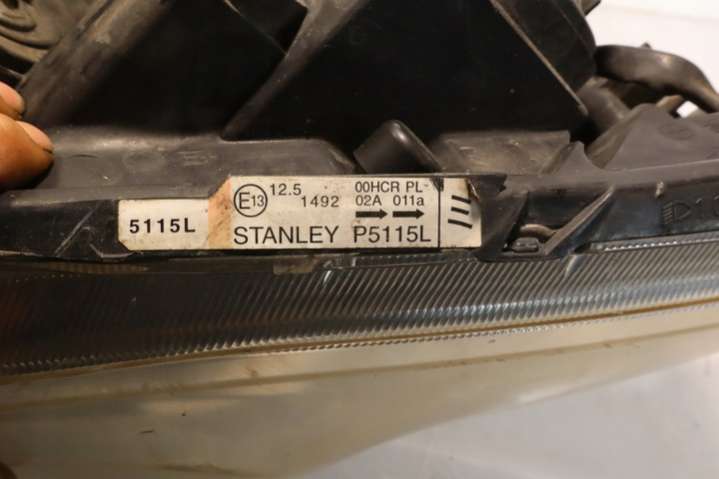 5115L
E13 12.5 00HCR PL-
1492 02A 011a
STANLEY P5115L